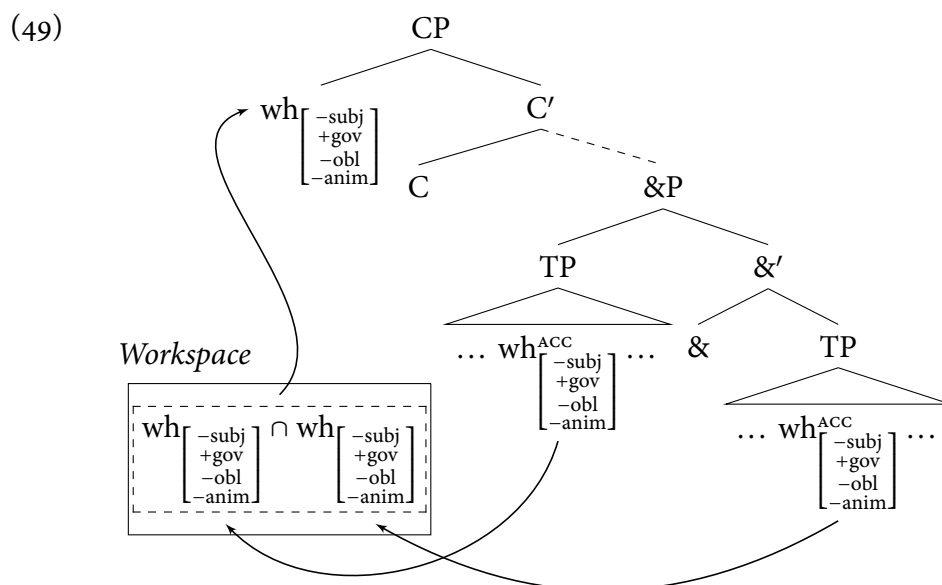 (49)
CP
wh[−subj +gov −obl −anim]
C′
C
&P
TP
&′
… wh^ACC[−subj +gov −obl −anim] …
&
TP
… wh^ACC[−subj +gov −obl −anim] …
Workspace
wh[−subj +gov −obl −anim] ∩ wh[−subj +gov −obl −anim]